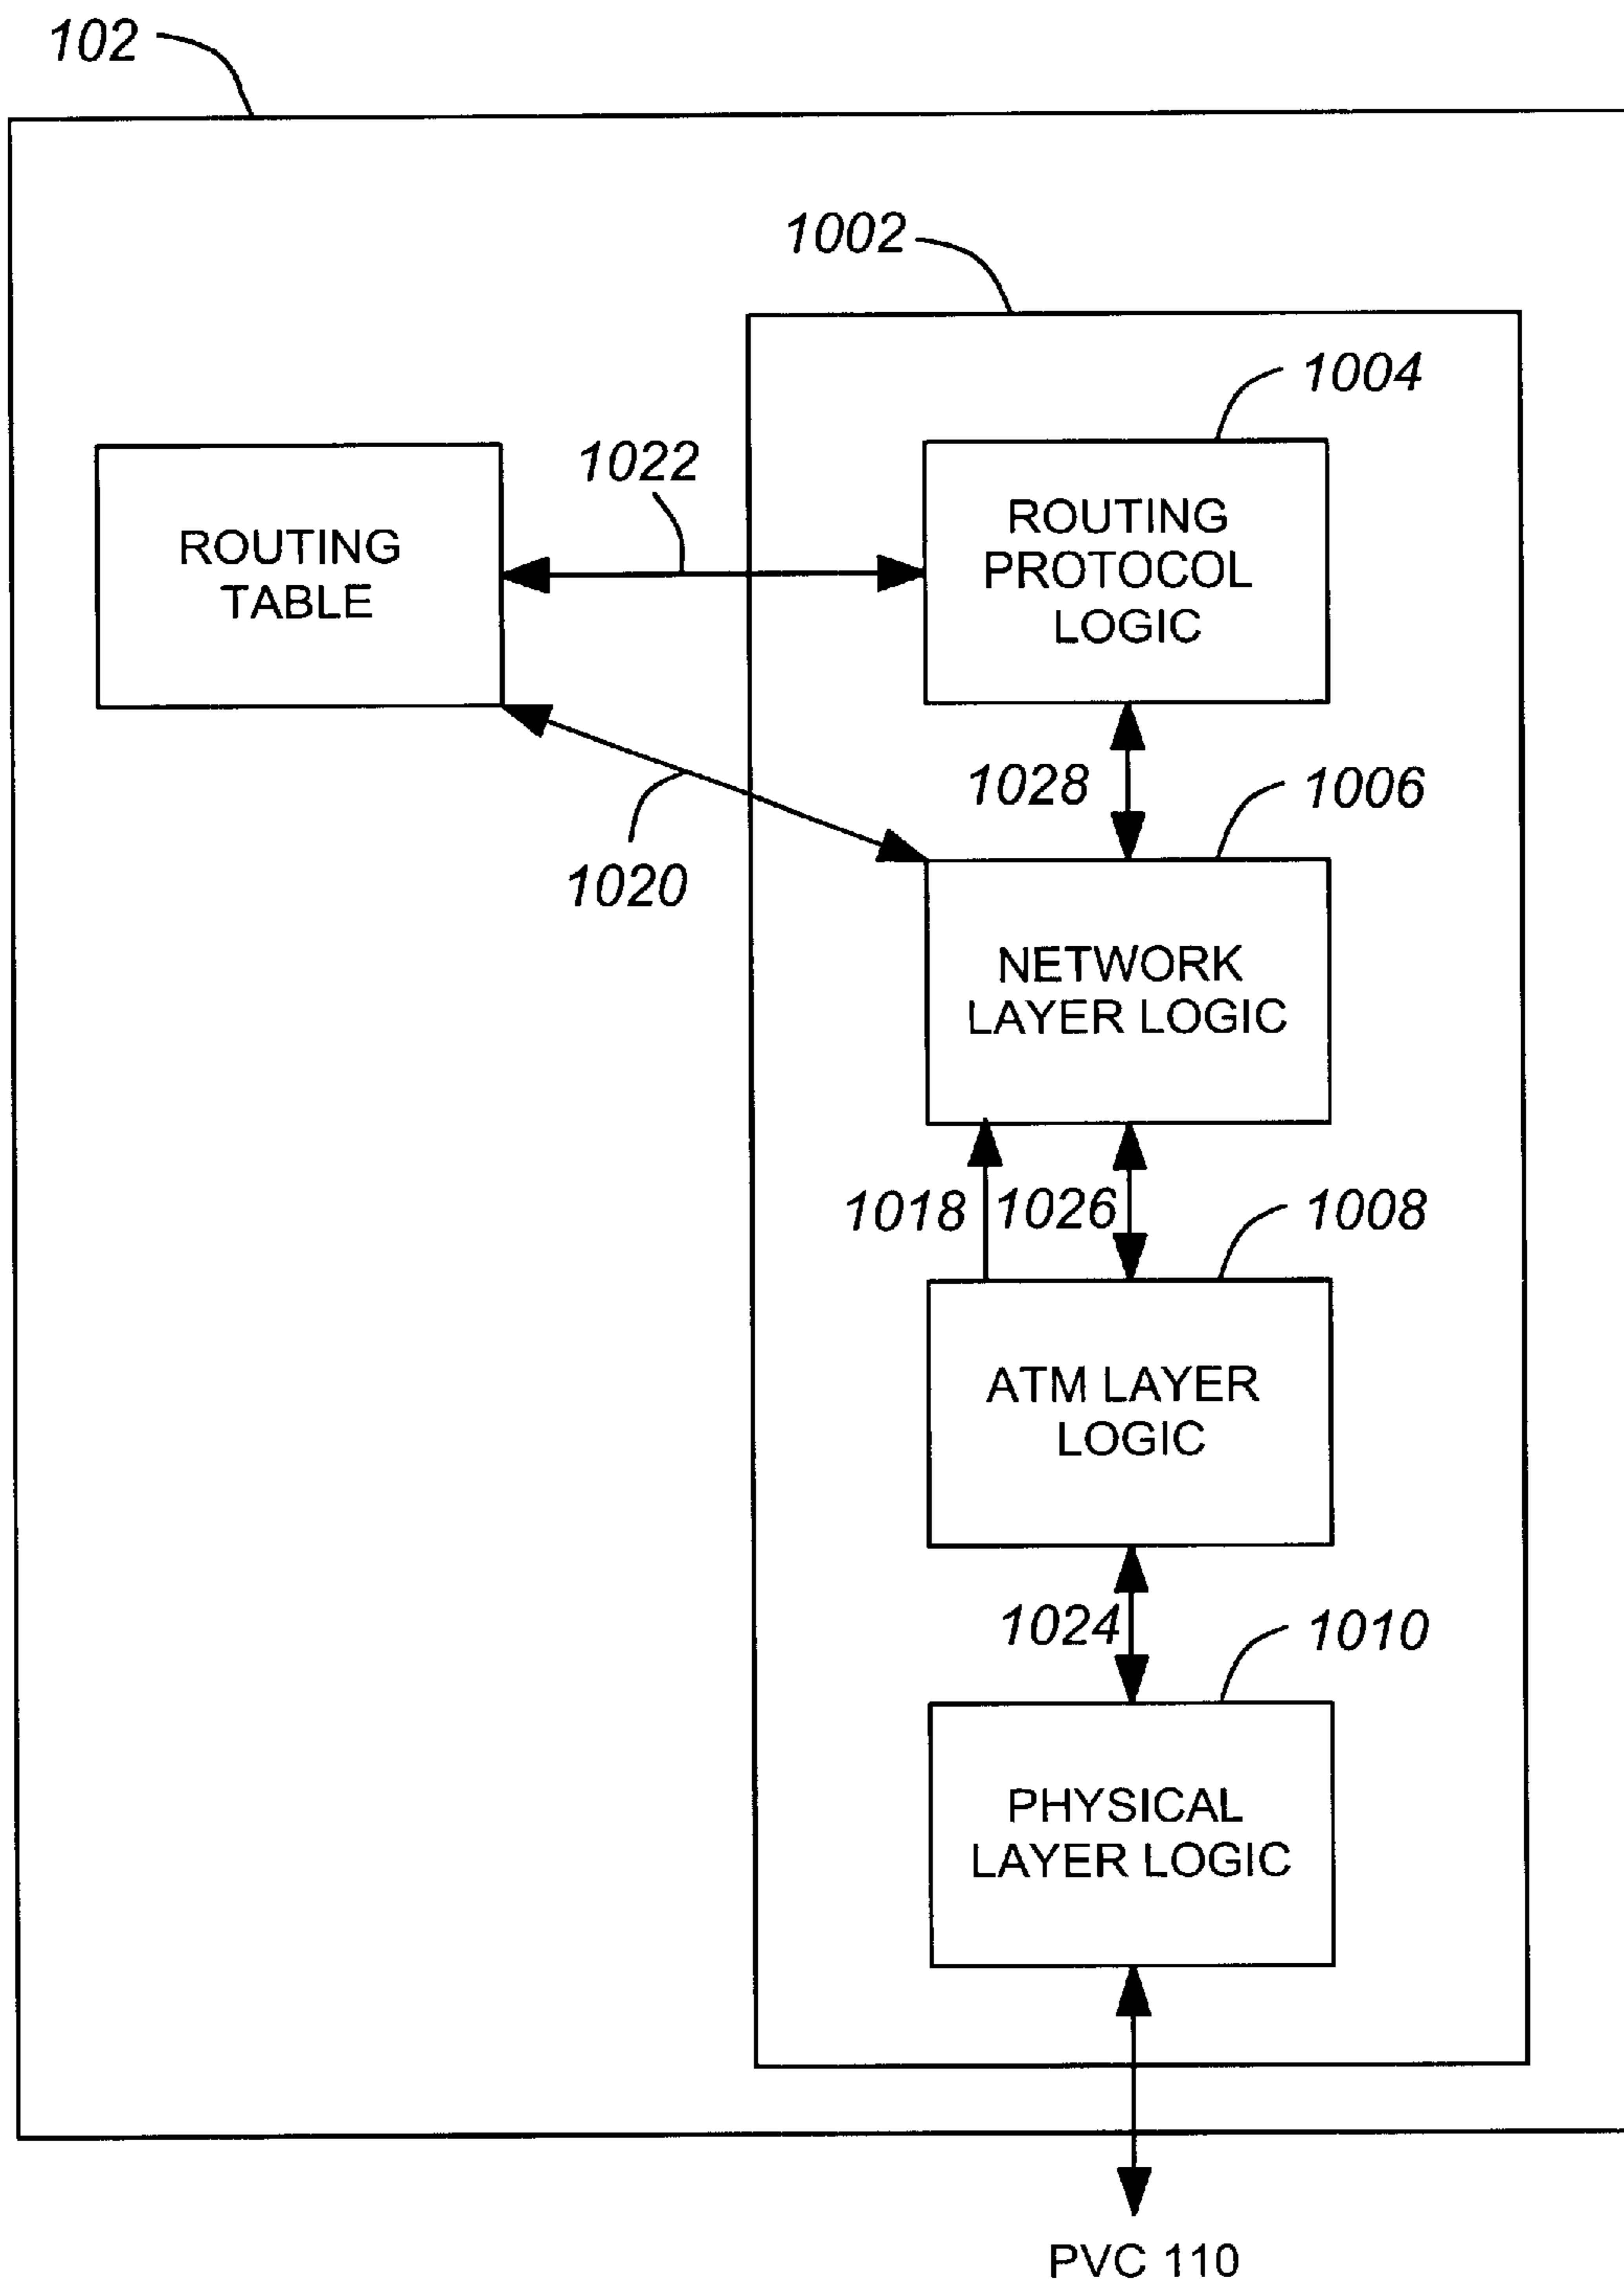 102
1002
1004
1022
ROUTING
TABLE
ROUTING
PROTOCOL
LOGIC
1028
1006
1020
NETWORK
LAYER LOGIC
1018
1026
1008
ATM LAYER
LOGIC
1024
1010
PHYSICAL
LAYER LOGIC
PVC 110